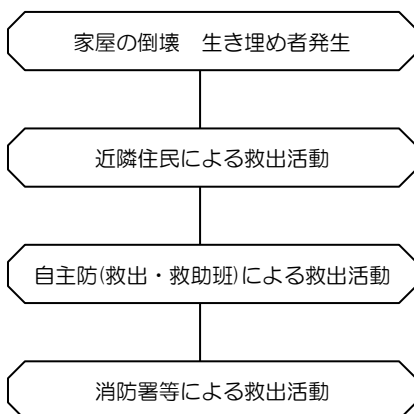 家屋の倒壊　生き埋め者発生
近隣住民による救出活動
自主防(救出・救助班)による救出活動
消防署等による救出活動